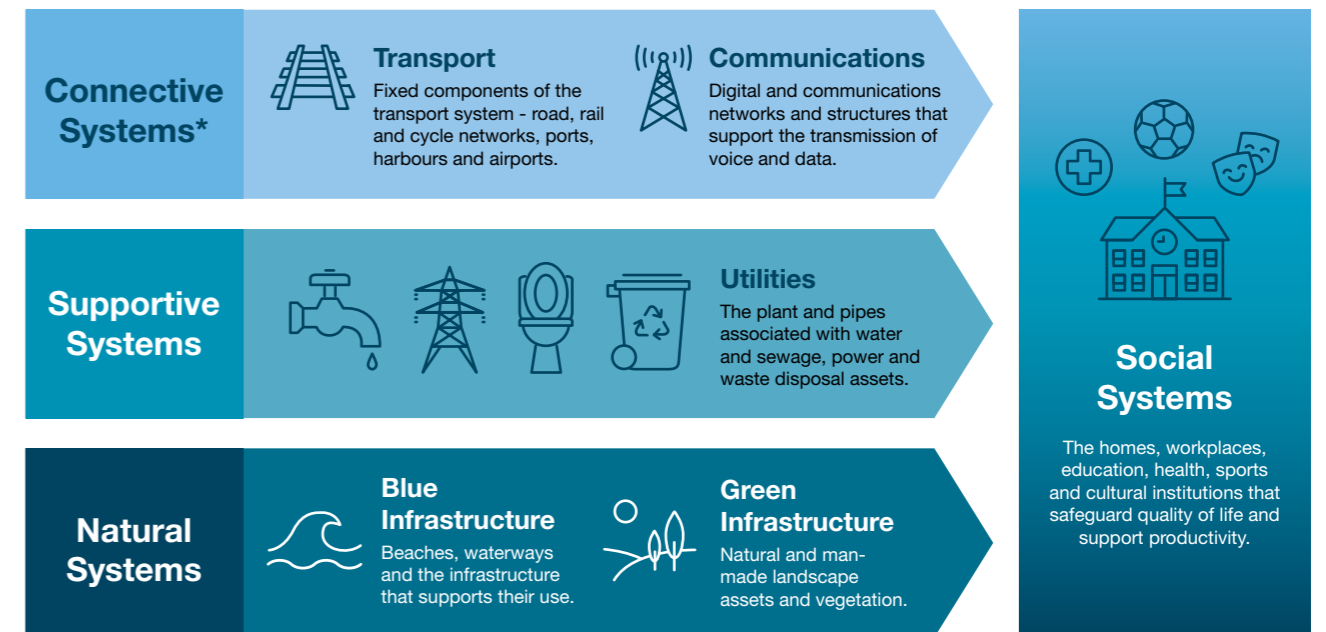 Connective
Systems*
Transport
Fixed components of the
transport system - road, rail
and cycle networks, ports,
harbours and airports.
Communications
Digital and communications
networks and structures that
support the transmission of
voice and data.
Supportive
Systems
Utilities
The plant and pipes
associated with water
and sewage, power and
waste disposal assets.
Natural
Systems
Blue
Infrastructure
Beaches, waterways
and the infrastructure
that supports their use.
Green
Infrastructure
Natural and man-
made landscape
assets and vegetation.
Social
Systems
The homes, workplaces,
education, health, sports
and cultural institutions that
safeguard quality of life and
support productivity.